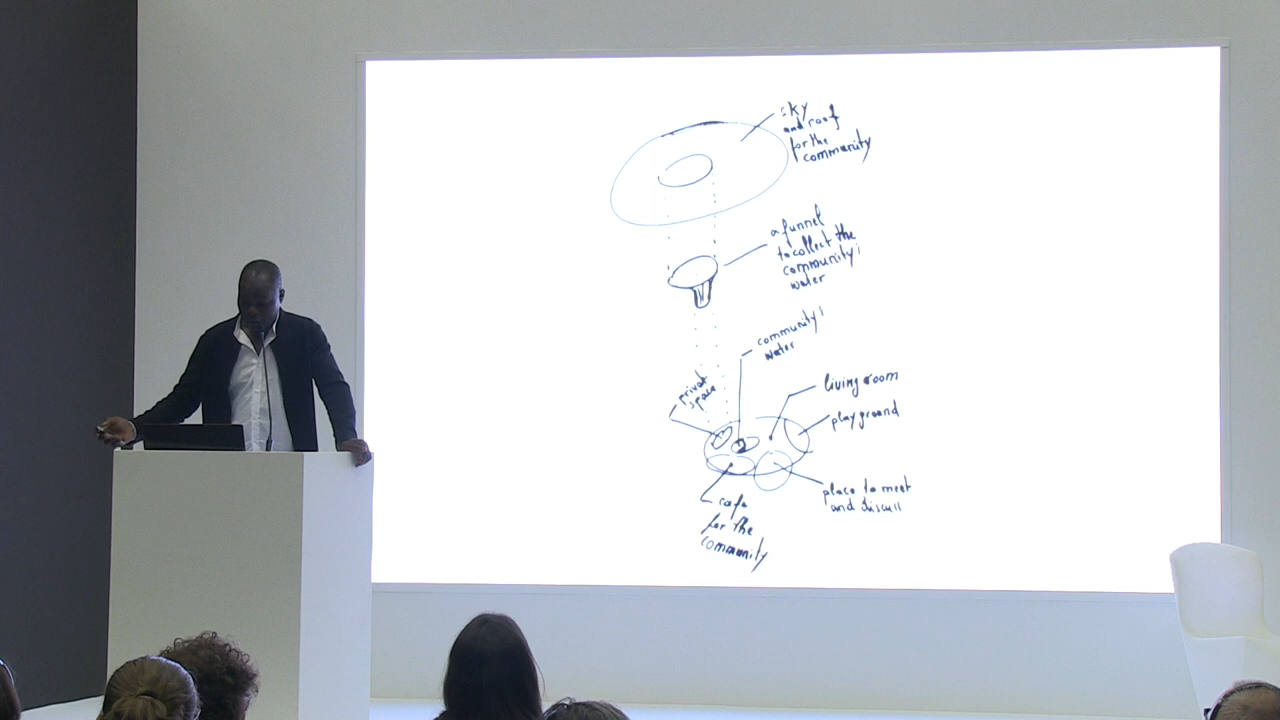 sky
and roof
for the
community
a funnel
to collect the
community'
water
community'
water
privat
space
living room
playground
place to meet
and discuss
cafe
for the
community